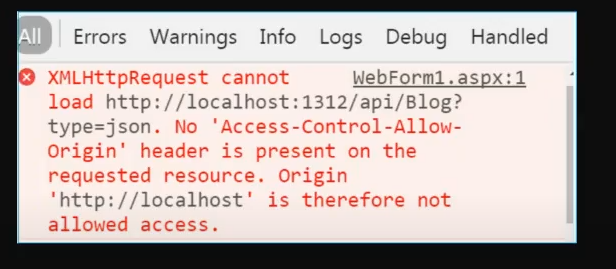 All Errors Warnings Info Logs Debug Handled
XMLHttpRequest cannot WebForm1.aspx:1
load http://localhost:1312/api/Blog?
type=json. No 'Access-Control-Allow-
Origin' header is present on the
requested resource. Origin
'http://localhost' is therefore not
allowed access.